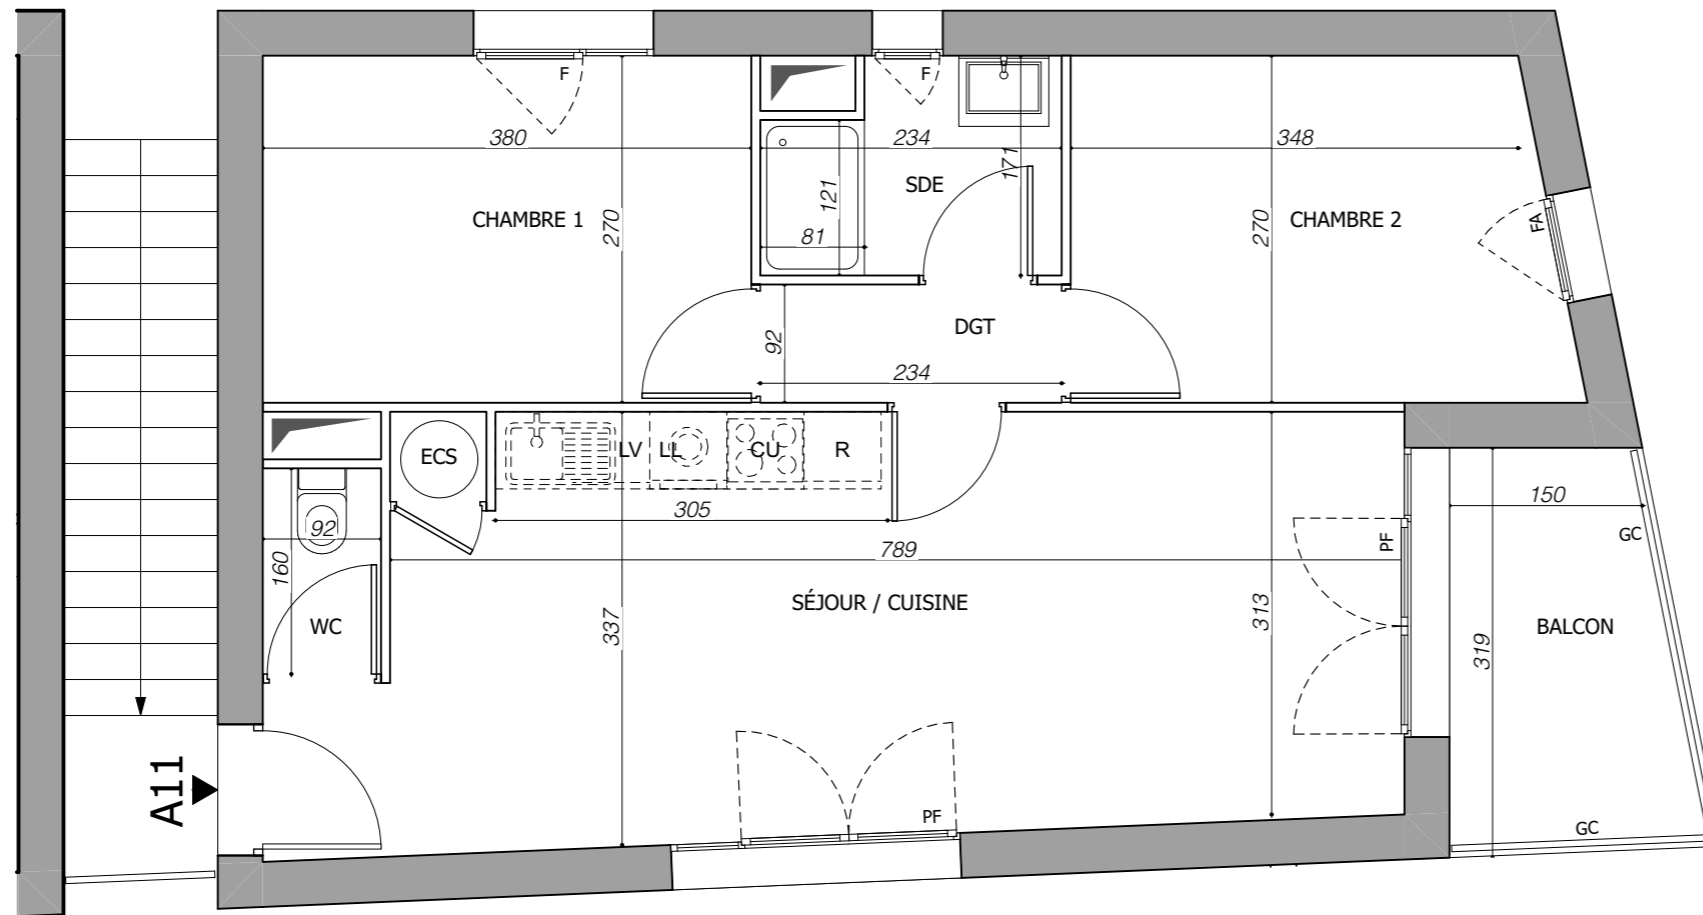 F
F
380
234
348
171
SDE
121
CHAMBRE 1
270
81
CHAMBRE 2
270
FA
DGT
92
234
ECS
LV
LL
CU
R
305
150
GC
92
160
789
PF
WC
SÉJOUR / CUISINE
337
313
BALCON
319
A11
PF
GC